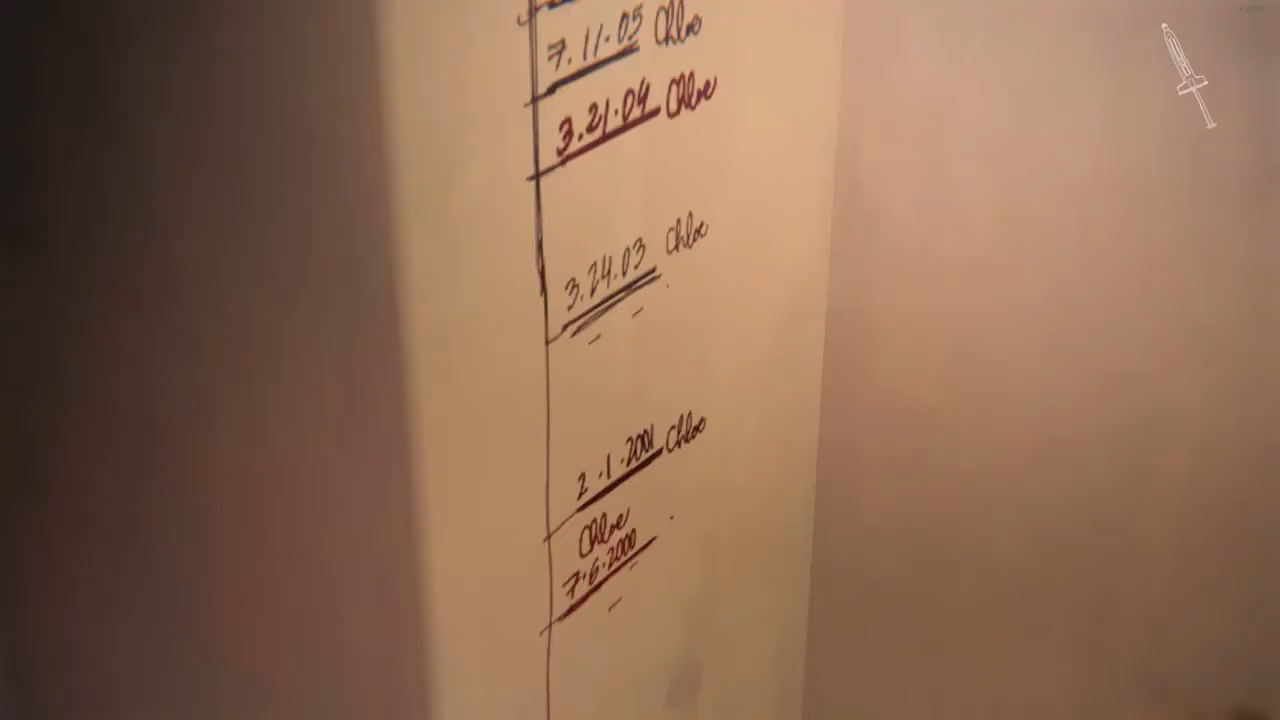 7.11.05 Chloe
3.21.04 Chloe
3.24.03 Chloe
2.1.2001 Chloe
Chloe
7.6.2000